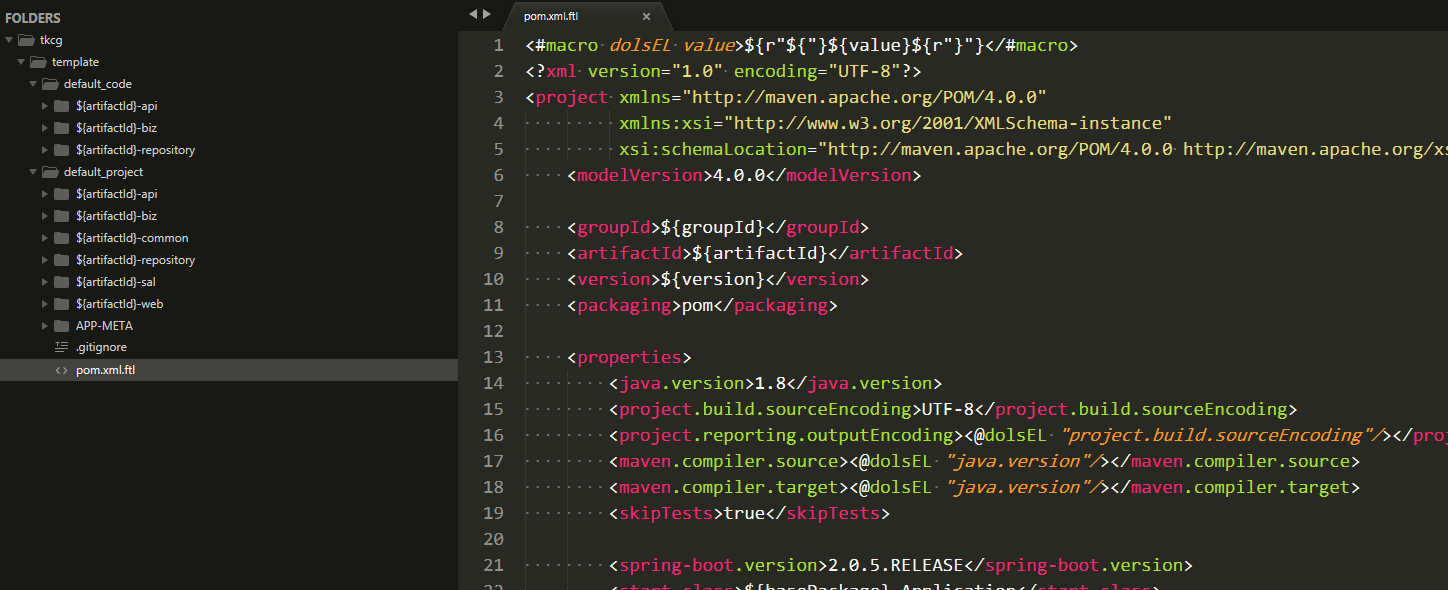 FOLDERS
tkcg
template
default_code
${artifactId}-api
${artifactId}-biz
${artifactId}-repository
default_project
${artifactId}-api
${artifactId}-biz
${artifactId}-common
${artifactId}-repository
${artifactId}-sal
${artifactId}-web
APP-META
.gitignore
pom.xml.ftl
pom.xml.ftl
1 <#macro dolsEL value>${r"${"}${value}${r"}"}</#macro>
2 <?xml version="1.0" encoding="UTF-8"?>
3 <project xmlns="http://maven.apache.org/POM/4.0.0"
4 xmlns:xsi="http://www.w3.org/2001/XMLSchema-instance"
5 xsi:schemaLocation="http://maven.apache.org/POM/4.0.0 http://maven.apache.org/xs
6 <modelVersion>4.0.0</modelVersion>
7
8 <groupId>${groupId}</groupId>
9 <artifactId>${artifactId}</artifactId>
10 <version>${version}</version>
11 <packaging>pom</packaging>
12
13 <properties>
14 <java.version>1.8</java.version>
15 <project.build.sourceEncoding>UTF-8</project.build.sourceEncoding>
16 <project.reporting.outputEncoding><@dolsEL "project.build.sourceEncoding"/></proj
17 <maven.compiler.source><@dolsEL "java.version"/></maven.compiler.source>
18 <maven.compiler.target><@dolsEL "java.version"/></maven.compiler.target>
19 <skipTests>true</skipTests>
20
21 <spring-boot.version>2.0.5.RELEASE</spring-boot.version>
22 <start-class>${basePackage}.Application</start-class>